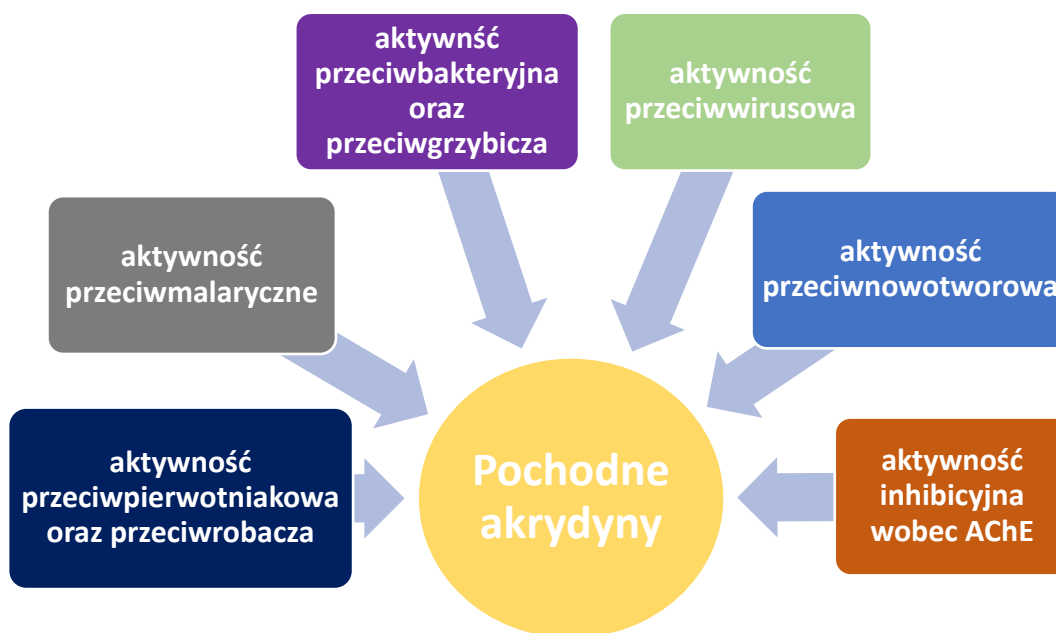 aktywnść
przeciwbakteryjna
oraz
przeciwgrzybicza
aktywność
przeciwwirusowa
aktywność
przeciwmalaryczne
aktywność
przeciwnowotworowa
aktywność
przeciwpierwotniakowa
oraz przeciwrobacza
Pochodne
akrydyny
aktywność
inhibicyjna
wobec AChE